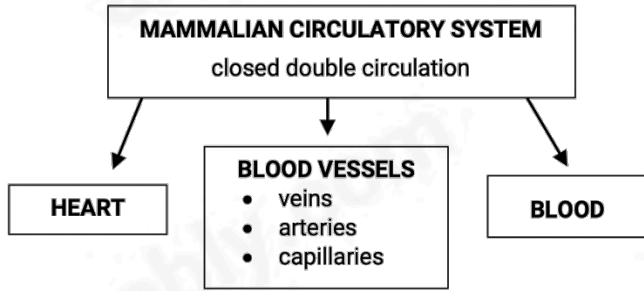 MAMMALIAN CIRCULATORY SYSTEM
closed double circulation
HEART
BLOOD VESSELS
• veins
• arteries
• capillaries
BLOOD